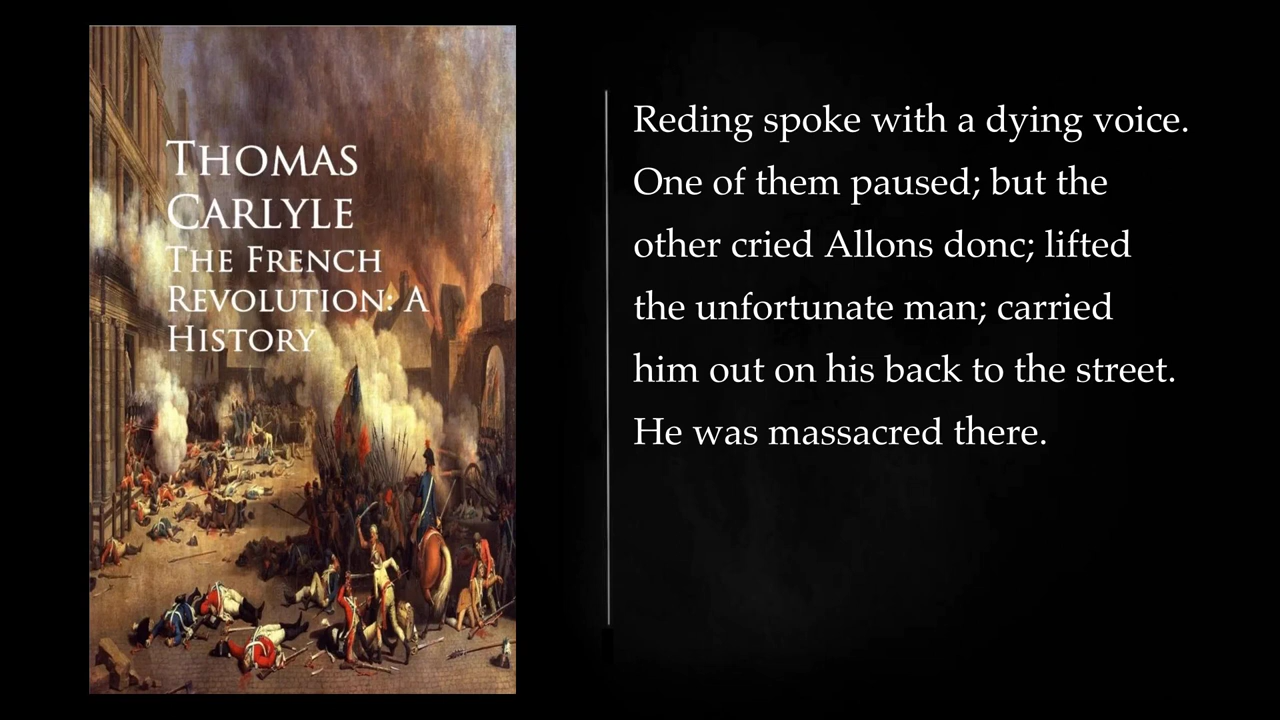 THOMAS
CARLYLE
THE FRENCH
REVOLUTION: A
HISTORY
Reding spoke with a dying voice.
One of them paused; but the
other cried Allons donc; lifted
the unfortunate man; carried
him out on his back to the street.
He was massacred there.